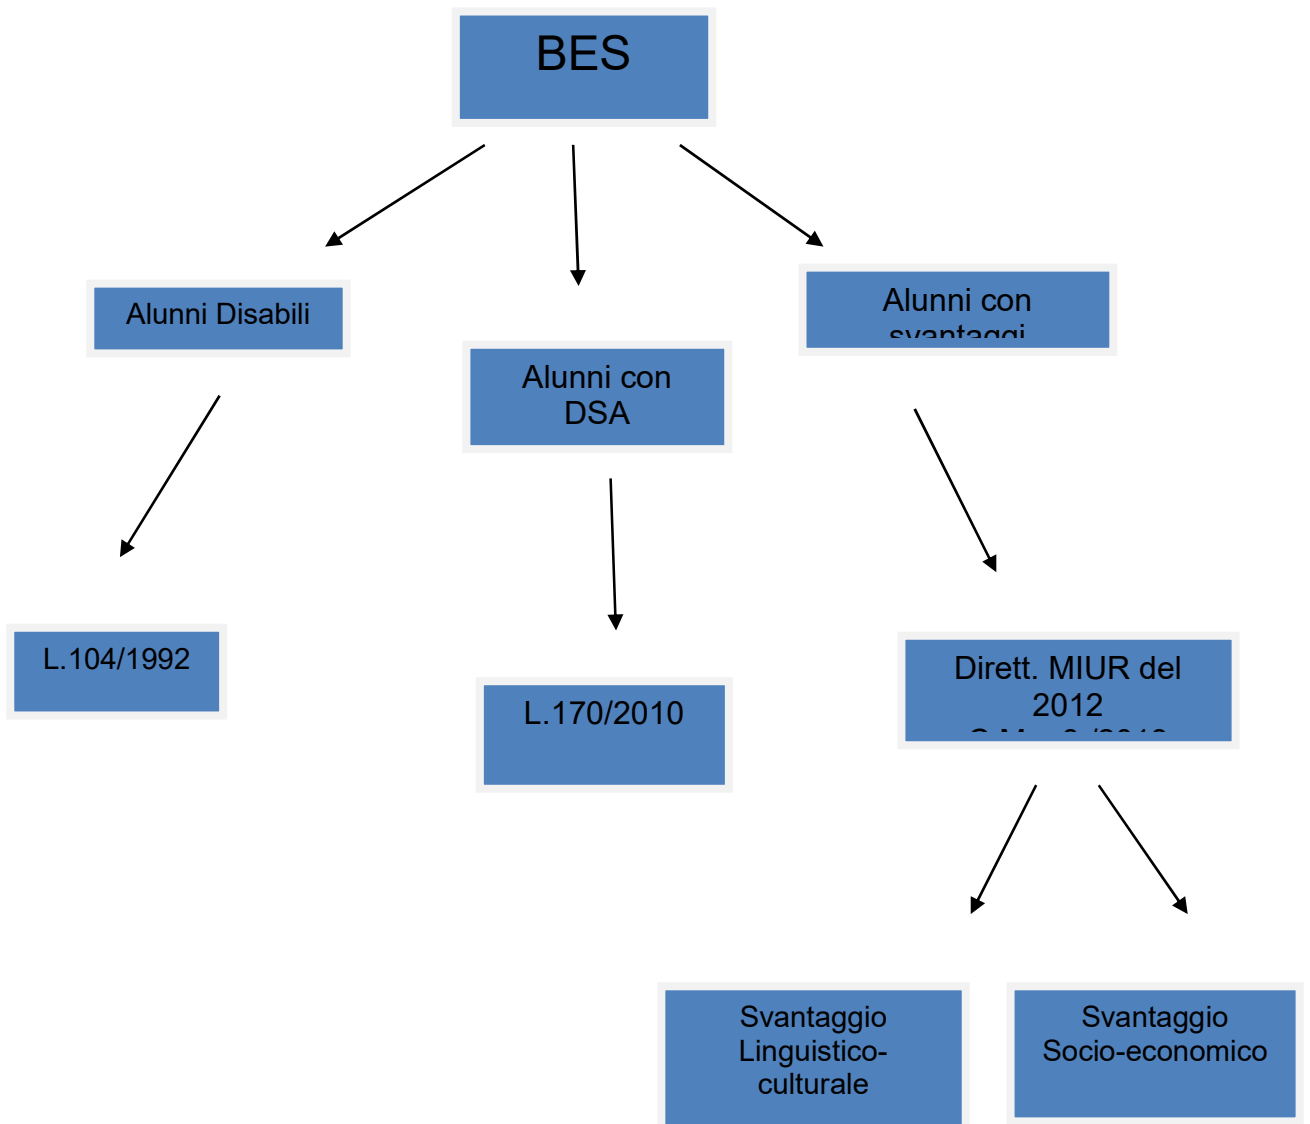 BES
Alunni Disabili
Alunni con
svantaggi
Alunni con
DSA
L.104/1992
L.170/2010
Dirett. MIUR del
2012
Svantaggio
Linguistico-
culturale
Svantaggio
Socio-economico